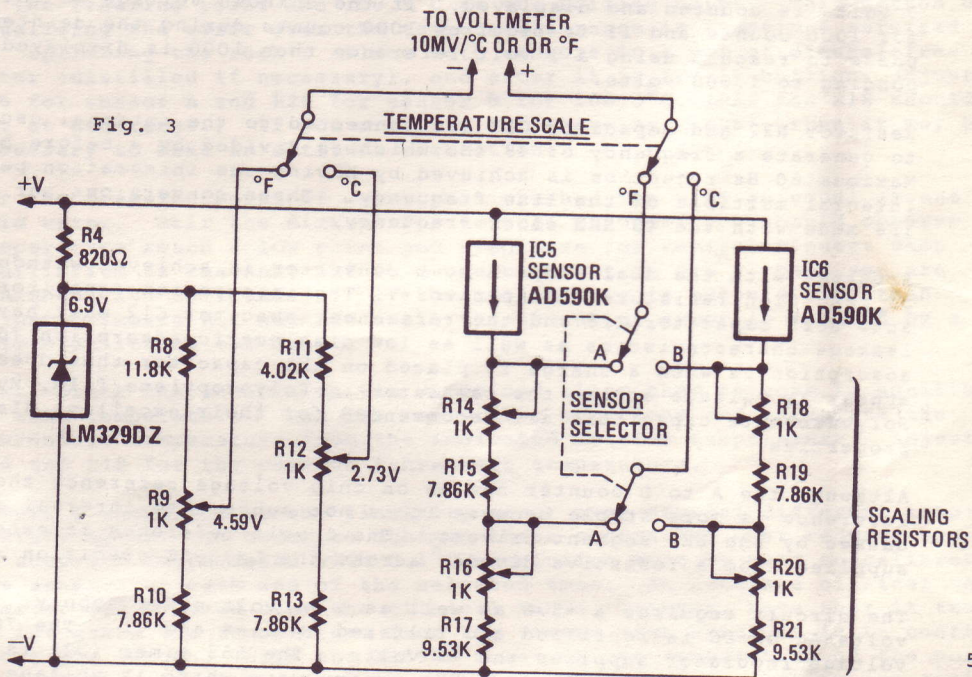 TO VOLTMETER
10MV/°C OR OR °F
+
Fig. 3
TEMPERATURE SCALE
°F
°C
°F
°C
+V
R4
820Ω
6.9V
LM329DZ
R8
11.8K
R9
1K
4.59V
R10
7.86K
R11
4.02K
R12
1K
2.73V
R13
7.86K
IC5
SENSOR
AD590K
IC6
SENSOR
AD590K
A
B
SENSOR
SELECTOR
A
B
R14
1K
R15
7.86K
R16
1K
R17
9.53K
R18
1K
R19
7.86K
R20
1K
R21
9.53K
SCALING
RESISTORS
−V
5